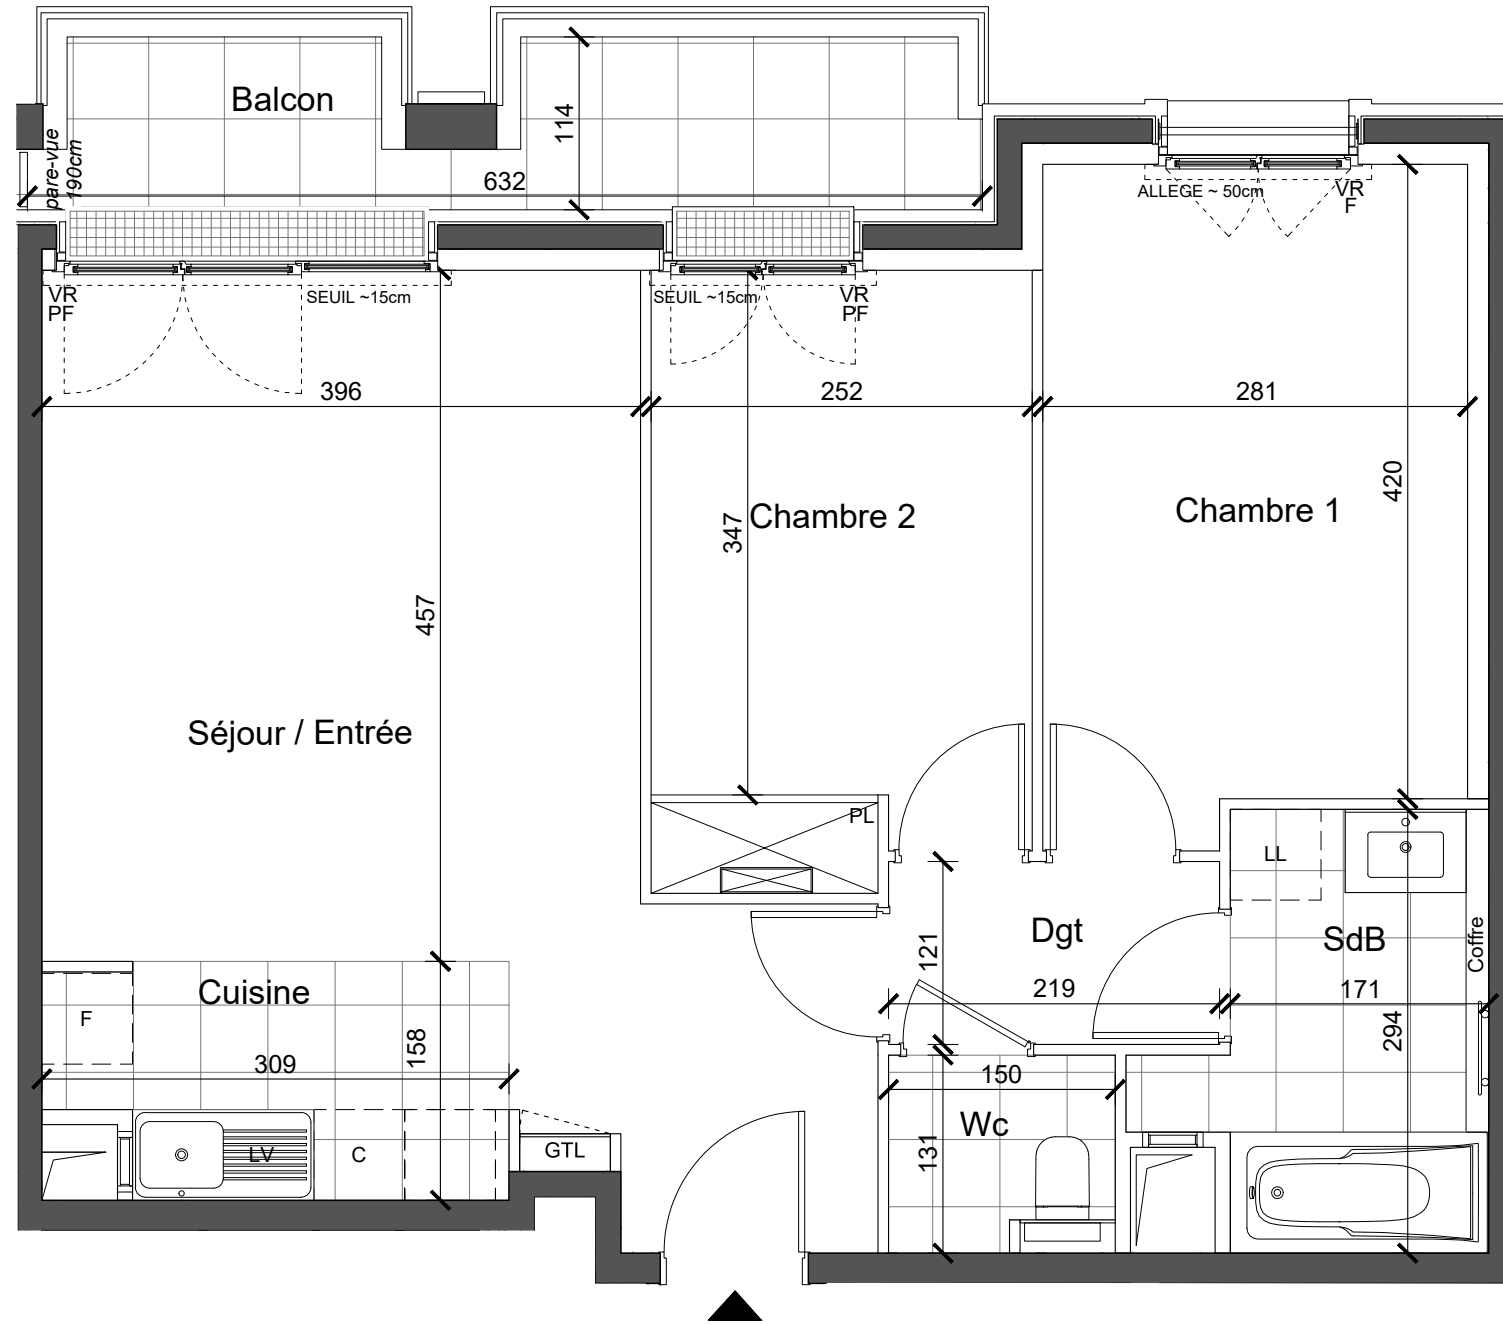 Balcon
114
pare-vue
190cm
632
ALLEGE ~ 50cm
VR
F
VR
PF
SEUIL ~15cm
SEUIL ~15cm
VR
PF
396
252
281
420
347
Chambre 2
Chambre 1
457
Séjour / Entrée
PL
LL
Dgt
121
SdB
Coffre
219
171
Cuisine
F
158
294
309
150
Wc
131
LV
C
GTL